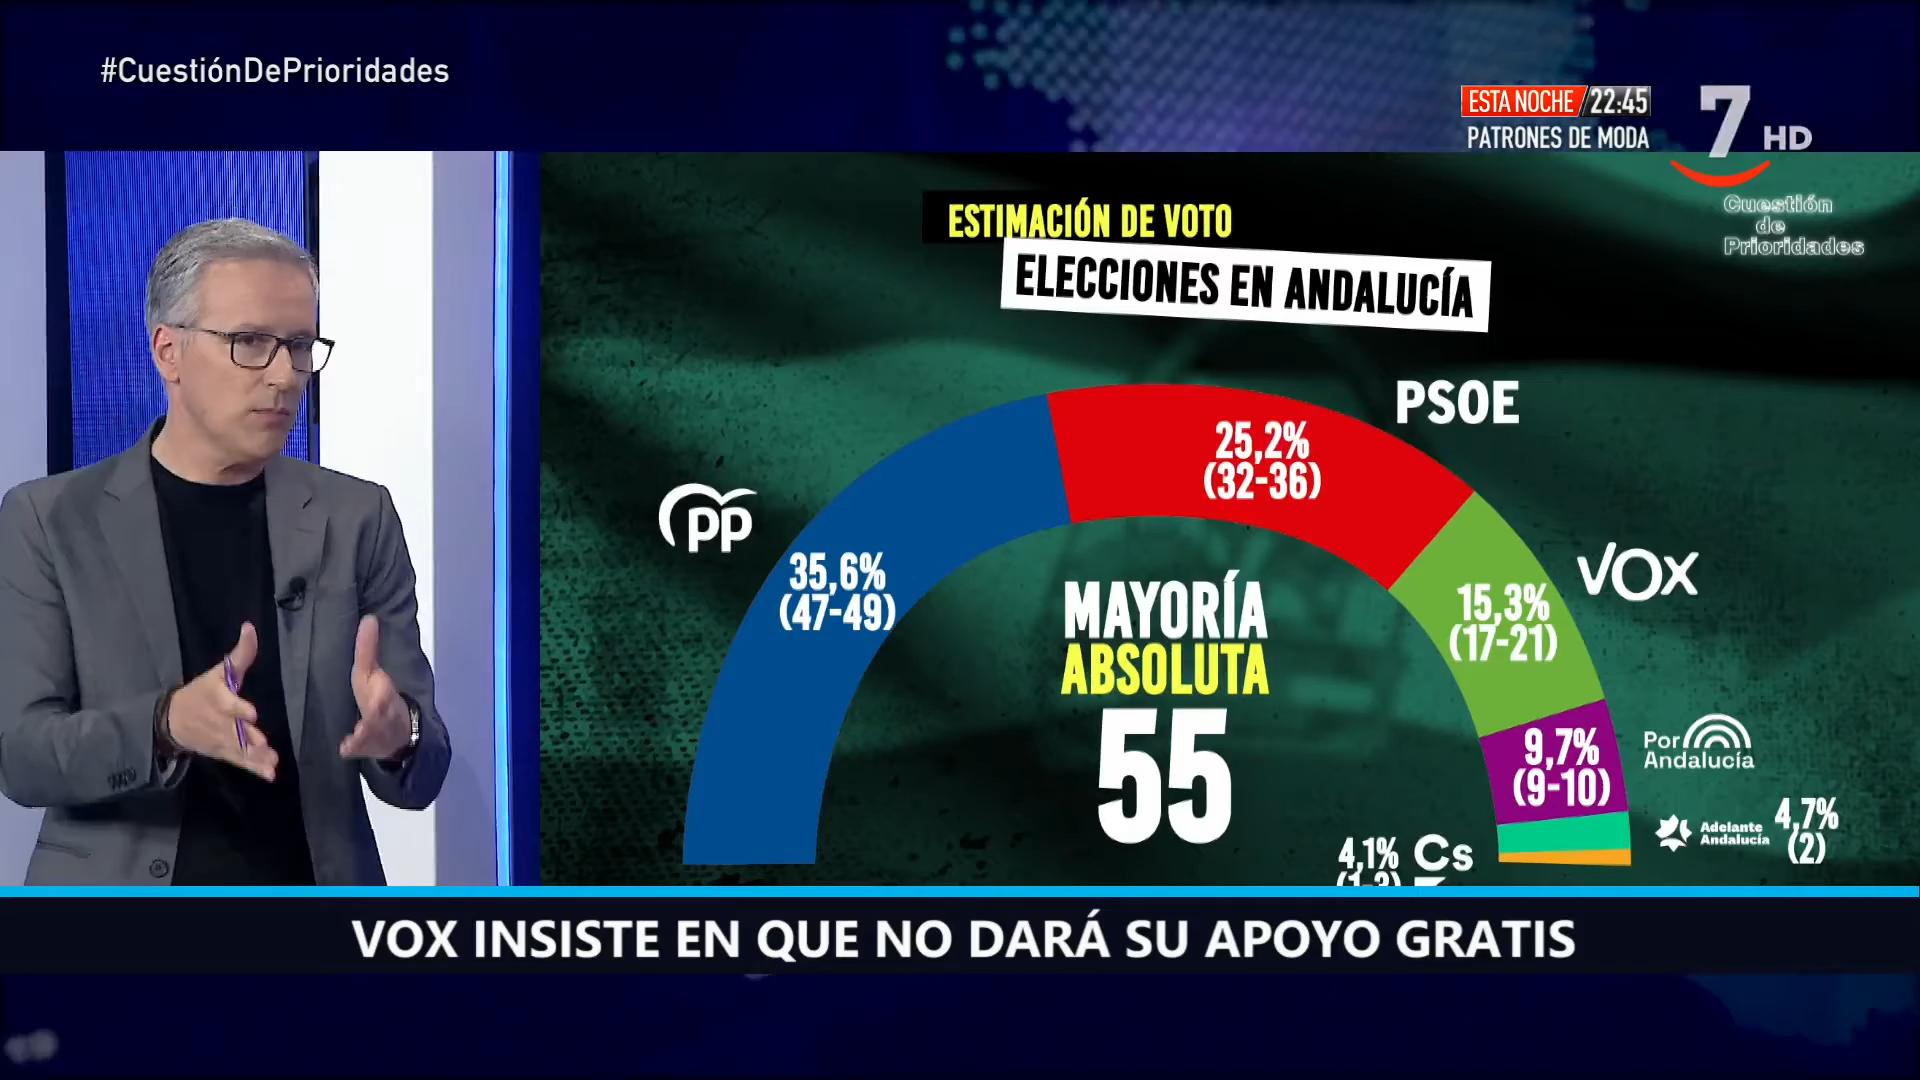 #CuestiónDePrioridades
ESTA NOCHE 22:45
PATRONES DE MODA
7 HD
Cuestión
de
Prioridades
ESTIMACIÓN DE VOTO
ELECCIONES EN ANDALUCÍA
PSOE
25,2%
(32-36)
pp
35,6%
(47-49)
VOX
15,3%
(17-21)
MAYORÍA
ABSOLUTA
55
9,7%
(9-10)
Por
Andalucía
Adelante
Andalucía
4,7%
(2)
4,1% Cs
VOX INSISTE EN QUE NO DARÁ SU APOYO GRATIS